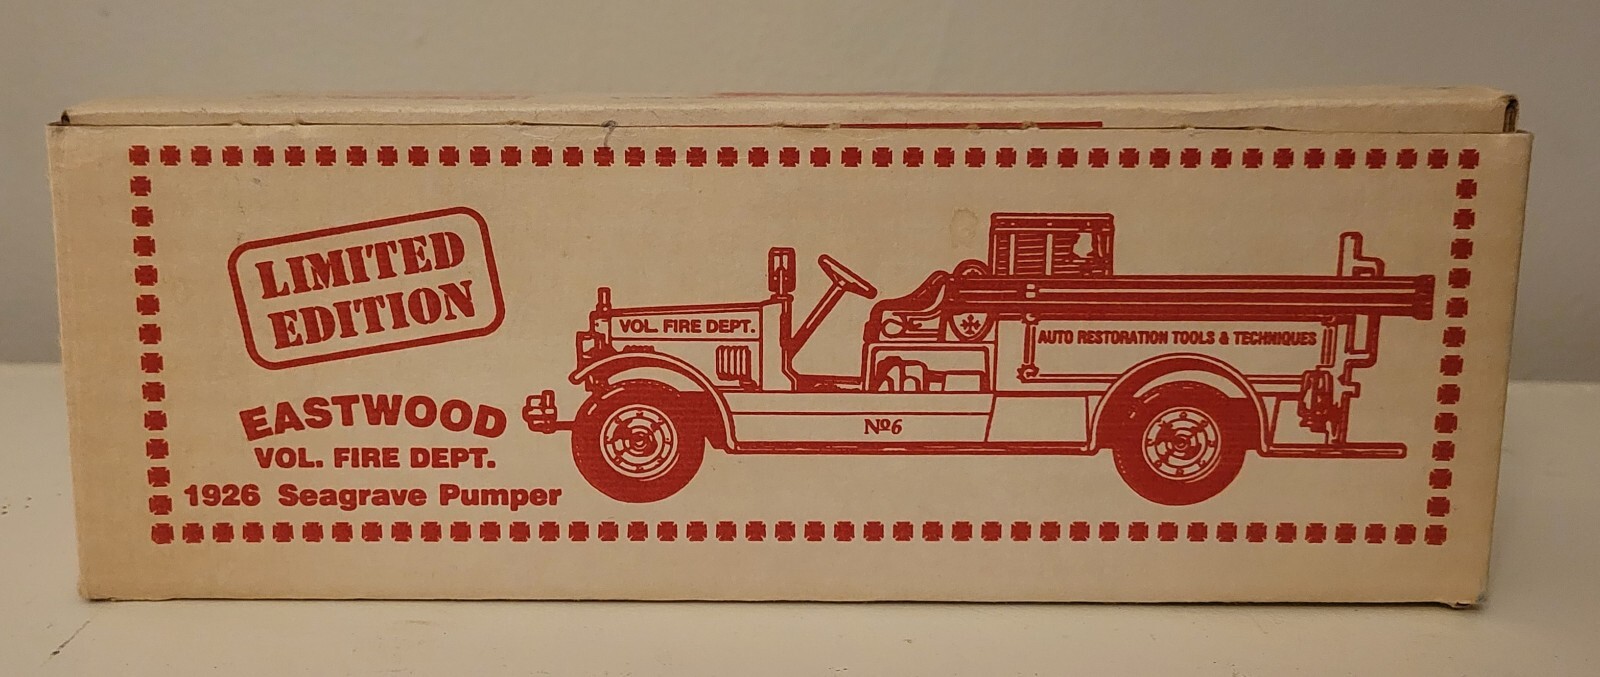 LIMITED
EDITION
EASTWOOD
VOL. FIRE DEPT.
1926 Seagrave Pumper
VOL. FIRE DEPT.
AUTO RESTORATION TOOLS & TECHNIQUES
№6